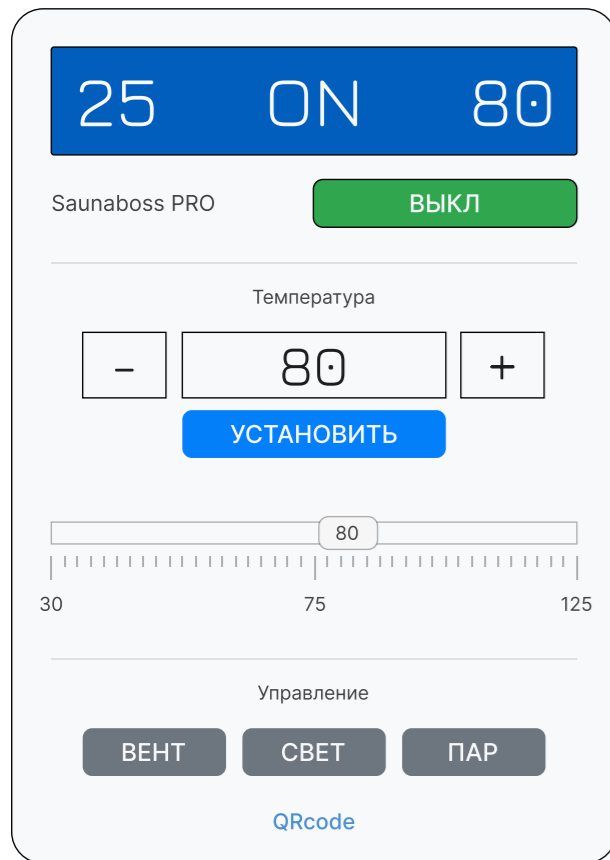 25 ON 80
Saunaboss PRO ВЫКЛ
Температура
- 80 +
УСТАНОВИТЬ
80
30 75 125
Управление
ВЕНТ СВЕТ ПАР
QRcode